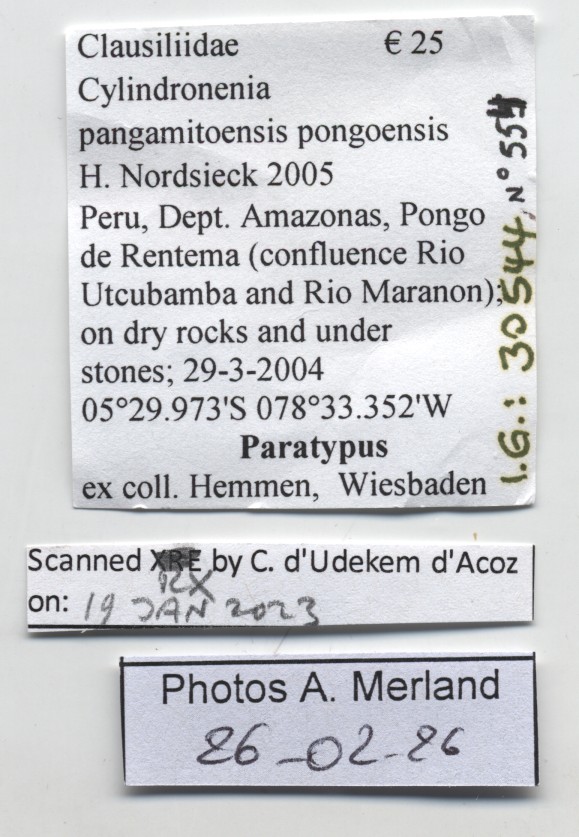 Clausiliidae € 25
Cylindronenia
pangamitoensis pongoensis
H. Nordsieck 2005
Peru, Dept. Amazonas, Pongo
de Rentema (confluence Rio
Utcubamba and Rio Maranon);
on dry rocks and under
stones; 29-3-2004
05°29.973'S 078°33.352'W
Paratypus
ex coll. Hemmen, Wiesbaden
I.G.: 30544, N° 554
Scanned XRE by C. d'Udekem d'Acoz
RX
on: 19 JAN 2023
Photos A. Merland
26-02-26